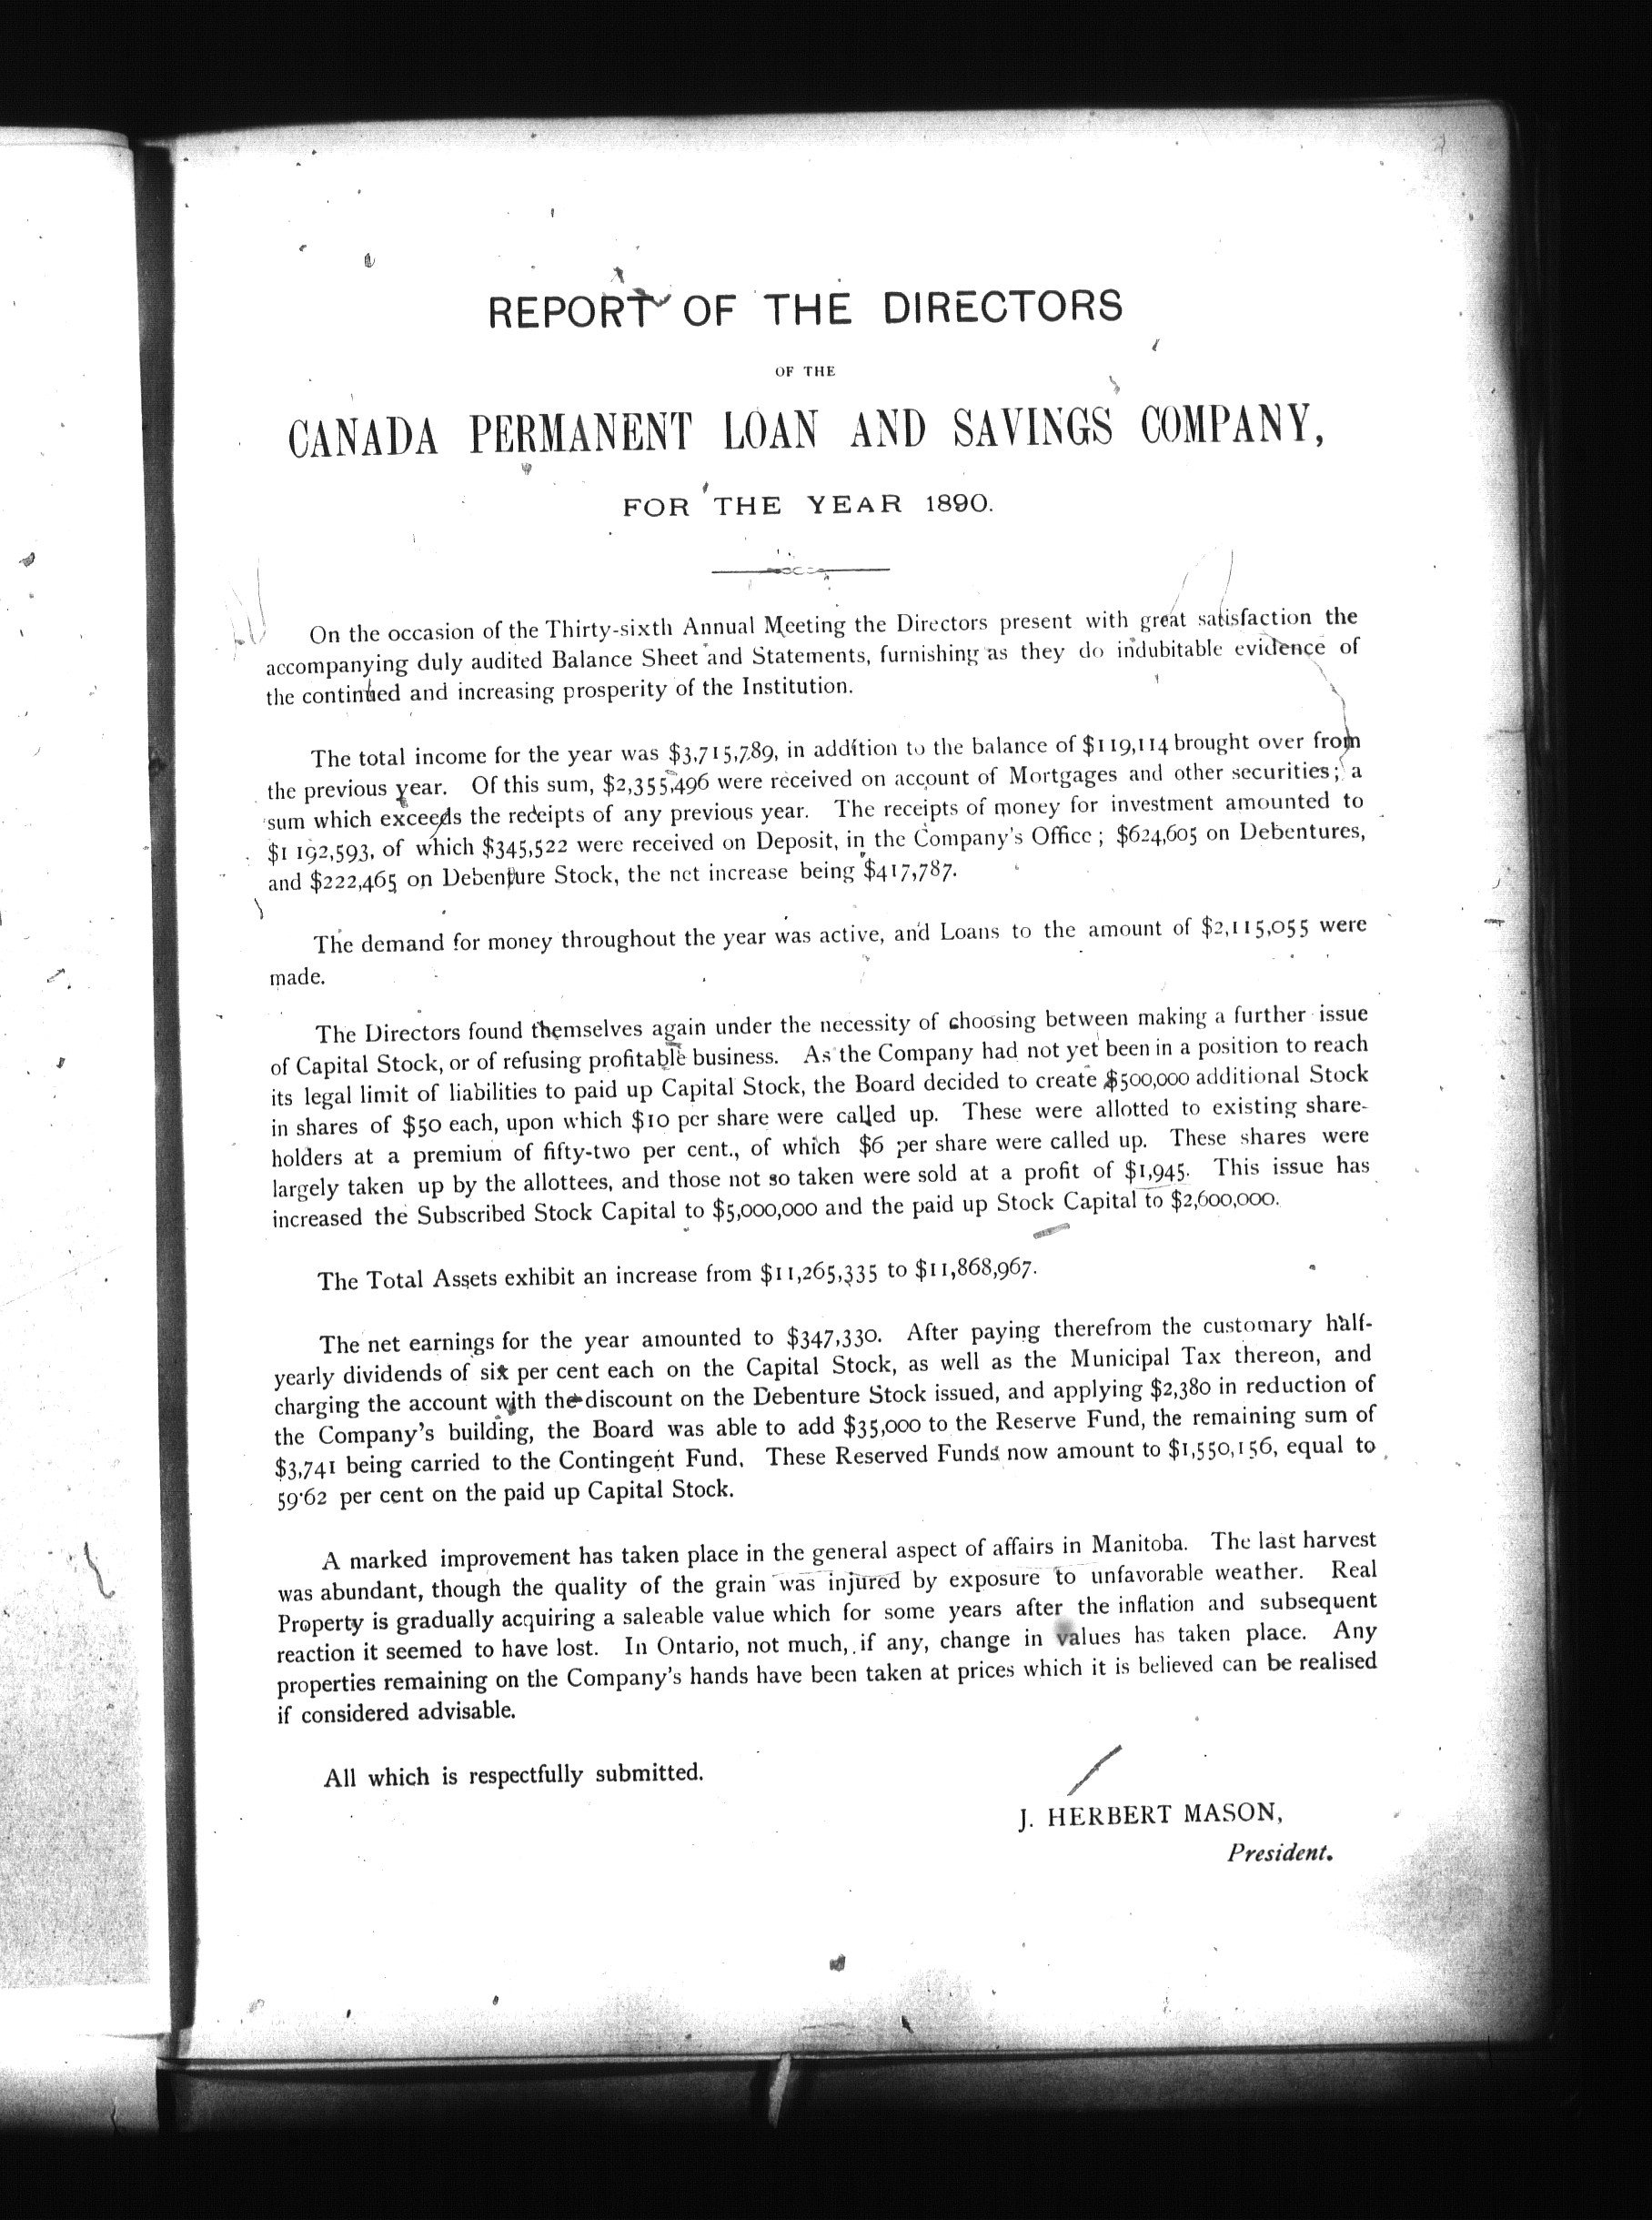 REPORT OF THE DIRECTORS
OF THE
CANADA PERMANENT LOAN AND SAVINGS COMPANY,
FOR THE YEAR 1890.
On the occasion of the Thirty-sixth Annual Meeting the Directors present with great satisfaction the
accompanying duly audited Balance Sheet and Statements, furnishing as they do indubitable evidence of
the continued and increasing prosperity of the Institution.
The total income for the year was $3,715,789, in addition to the balance of $119,114 brought over from
the previous year. Of this sum, $2,355,496 were received on account of Mortgages and other securities; a
sum which exceeds the receipts of any previous year. The receipts of money for investment amounted to
$1 192,593, of which $345,522 were received on Deposit, in the Company's Office; $624,605 on Debentures,
and $222,465 on Debenture Stock, the net increase being $417,787.
The demand for money throughout the year was active, and Loans to the amount of $2,115,055 were
made.
The Directors found themselves again under the necessity of choosing between making a further issue
of Capital Stock, or of refusing profitable business. As the Company had not yet been in a position to reach
its legal limit of liabilities to paid up Capital Stock, the Board decided to create $500,000 additional Stock
in shares of $50 each, upon which $10 per share were called up. These were allotted to existing share-
holders at a premium of fifty-two per cent., of which $6 per share were called up. These shares were
largely taken up by the allottees, and those not so taken were sold at a profit of $1,945. This issue has
increased the Subscribed Stock Capital to $5,000,000 and the paid up Stock Capital to $2,600,000.
The Total Assets exhibit an increase from $11,265,335 to $11,868,967.
The net earnings for the year amounted to $347,330. After paying therefrom the customary half-
yearly dividends of six per cent each on the Capital Stock, as well as the Municipal Tax thereon, and
charging the account with the discount on the Debenture Stock issued, and applying $2,380 in reduction of
the Company's building, the Board was able to add $35,000 to the Reserve Fund, the remaining sum of
$3,741 being carried to the Contingent Fund. These Reserved Funds now amount to $1,550,156, equal to
59·62 per cent on the paid up Capital Stock.
A marked improvement has taken place in the general aspect of affairs in Manitoba. The last harvest
was abundant, though the quality of the grain was injured by exposure to unfavorable weather. Real
Property is gradually acquiring a saleable value which for some years after the inflation and subsequent
reaction it seemed to have lost. In Ontario, not much, if any, change in values has taken place. Any
properties remaining on the Company's hands have been taken at prices which it is believed can be realised
if considered advisable.
All which is respectfully submitted.
J. HERBERT MASON,
President.